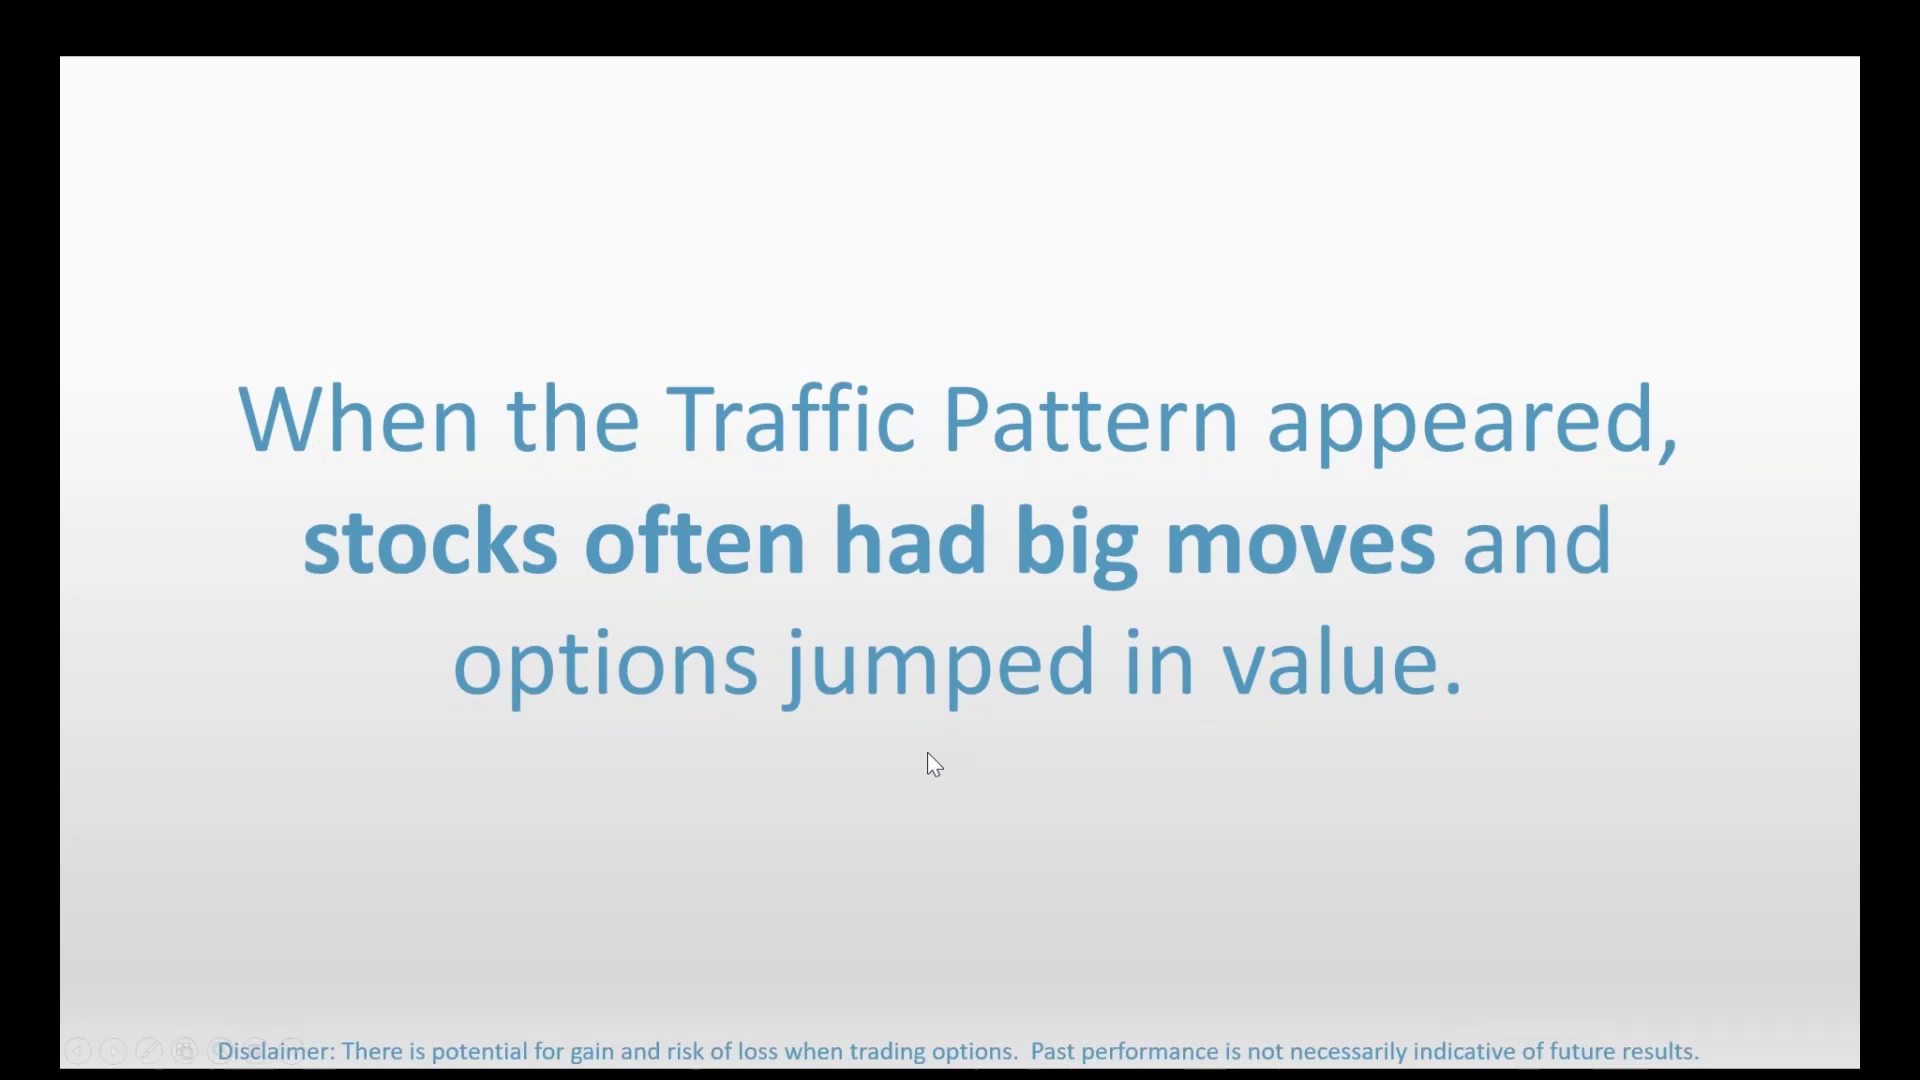 When the Traffic Pattern appeared,
stocks often had big moves and
options jumped in value.
Disclaimer: There is potential for gain and risk of loss when trading options.  Past performance is not necessarily indicative of future results.